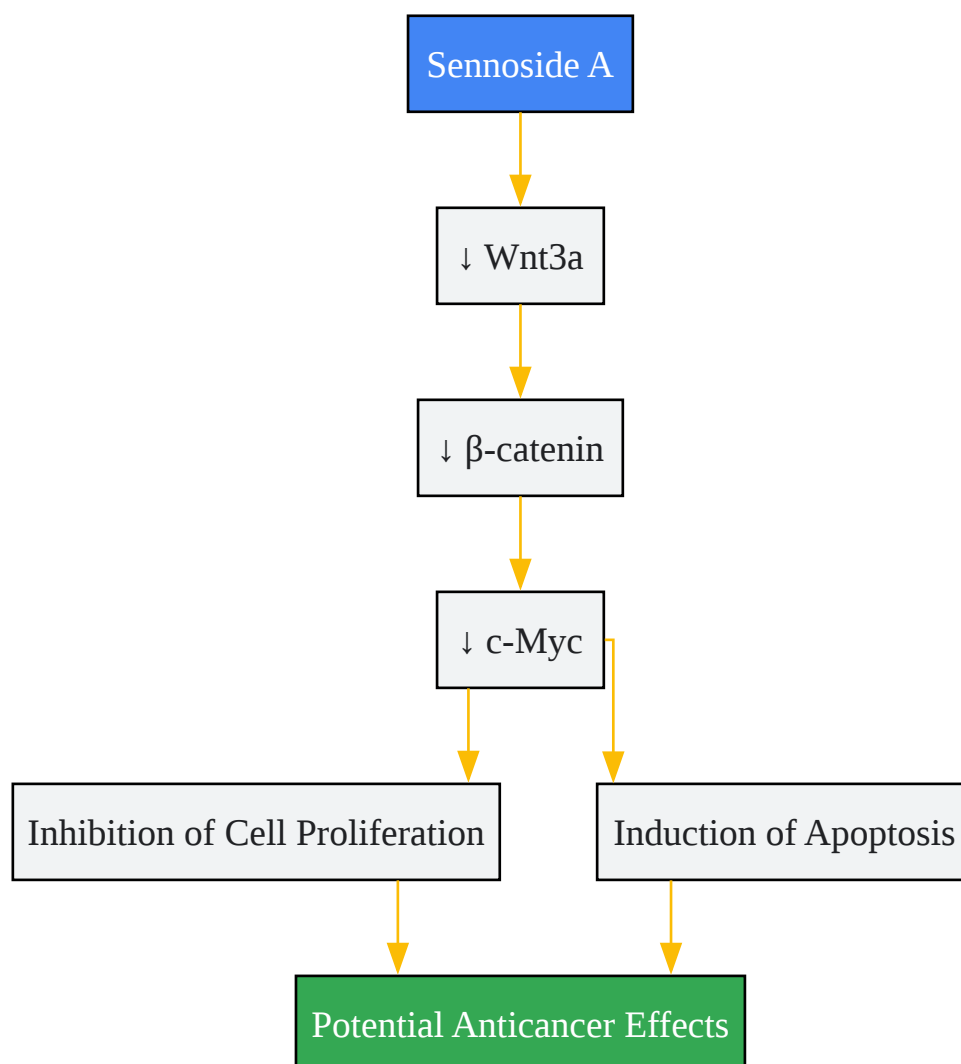 Sennoside A
↓ Wnt3a
↓ β-catenin
↓ c-Myc
Inhibition of Cell Proliferation
Induction of Apoptosis
Potential Anticancer Effects